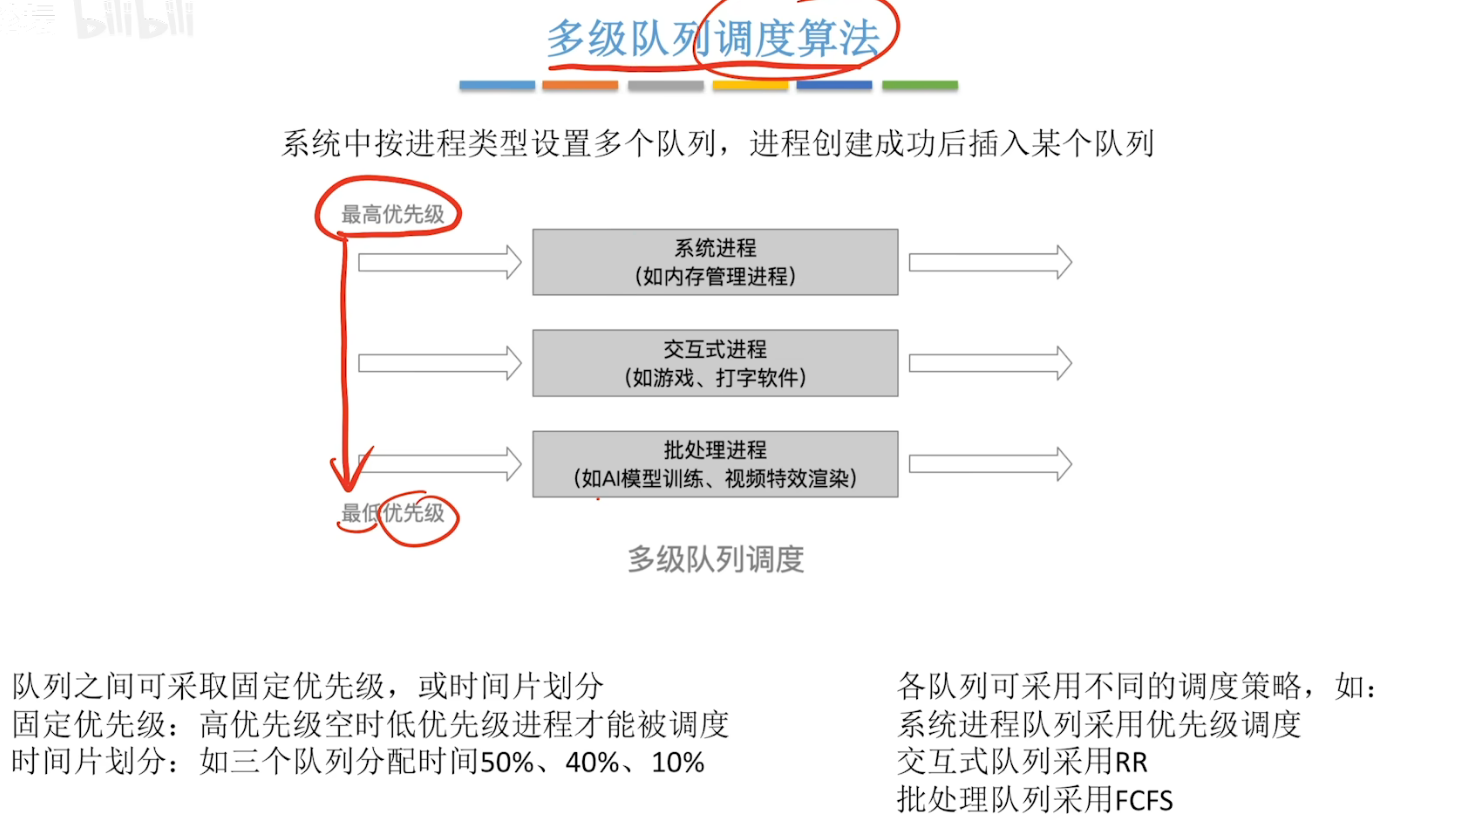 bilibili
多级队列调度算法
系统中按进程类型设置多个队列，进程创建成功后插入某个队列
最高优先级
系统进程
（如内存管理进程）
交互式进程
（如游戏、打字软件）
批处理进程
（如AI模型训练、视频特效渲染）
最低优先级
多级队列调度
队列之间可采取固定优先级，或时间片划分
固定优先级：高优先级空时低优先级进程才能被调度
时间片划分：如三个队列分配时间50%、40%、10%
各队列可采用不同的调度策略，如：
系统进程队列采用优先级调度
交互式队列采用RR
批处理队列采用FCFS